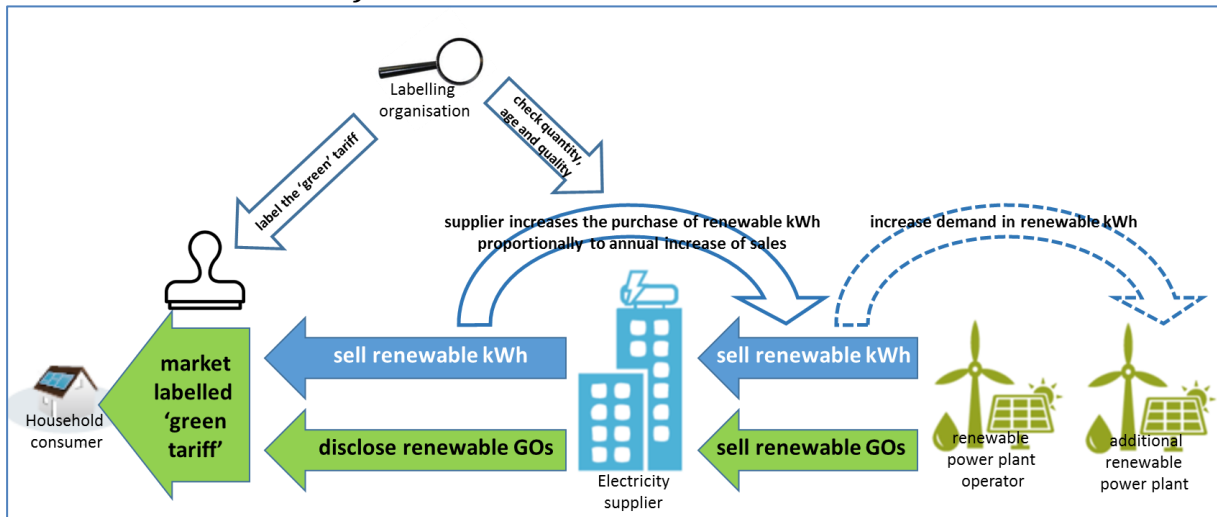 Labelling
organisation
label the ‘green’ tariff
check quantity,
age and quality
supplier increases the purchase of renewable kWh
proportionally to annual increase of sales
increase demand in renewable kWh
market
labelled
‘green
tariff’
sell renewable kWh
sell renewable kWh
Household
consumer
disclose renewable GOs
sell renewable GOs
Electricity
supplier
renewable
power plant
operator
additional
renewable
power plant